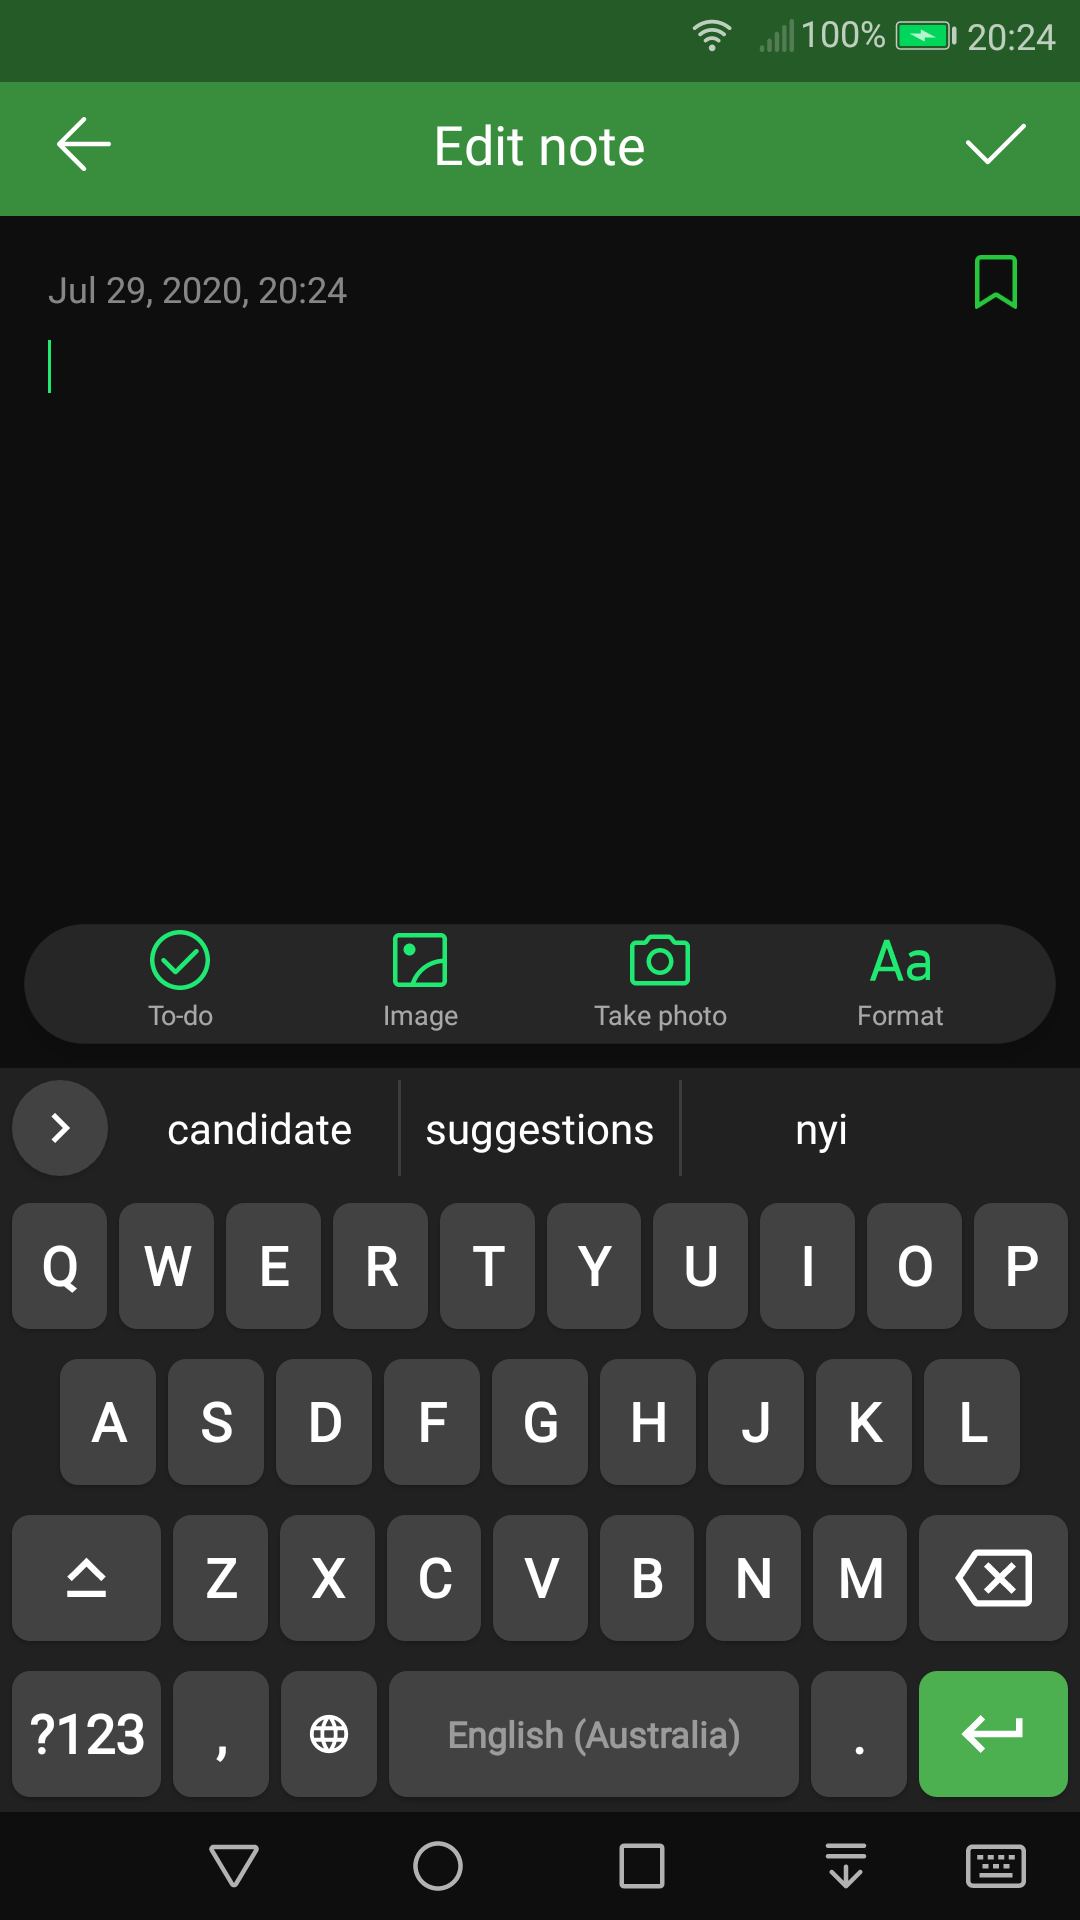 100% 20:24
Edit note
Jul 29, 2020, 20:24
To-do Image Take photo Format
candidate suggestions nyi
Q W E R T Y U I O P
A S D F G H J K L
Z X C V B N M
?123 , English (Australia) .